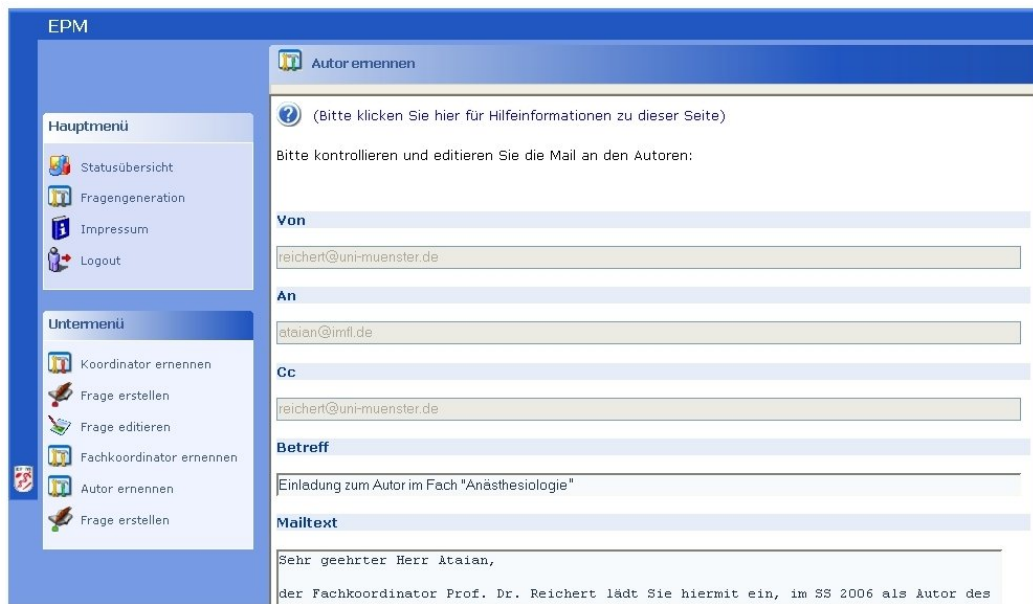 EPM
Autor ernennen
(Bitte klicken Sie hier für Hilfeinformationen zu dieser Seite)
Bitte kontrollieren und editieren Sie die Mail an den Autoren:
Hauptmenü
Statusübersicht
Fragengeneration
Impressum
Logout
Untermenü
Koordinator ernennen
Frage erstellen
Frage editieren
Fachkoordinator ernennen
Autor ernennen
Frage erstellen
Von
reichert@uni-muenster.de
An
ataian@imfl.de
Cc
reichert@uni-muenster.de
Betreff
Einladung zum Autor im Fach "Anästhesiologie"
Mailtext
Sehr geehrter Herr Ataian,
der Fachkoordinator Prof. Dr. Reichert lädt Sie hiermit ein, im SS 2006 als Autor des